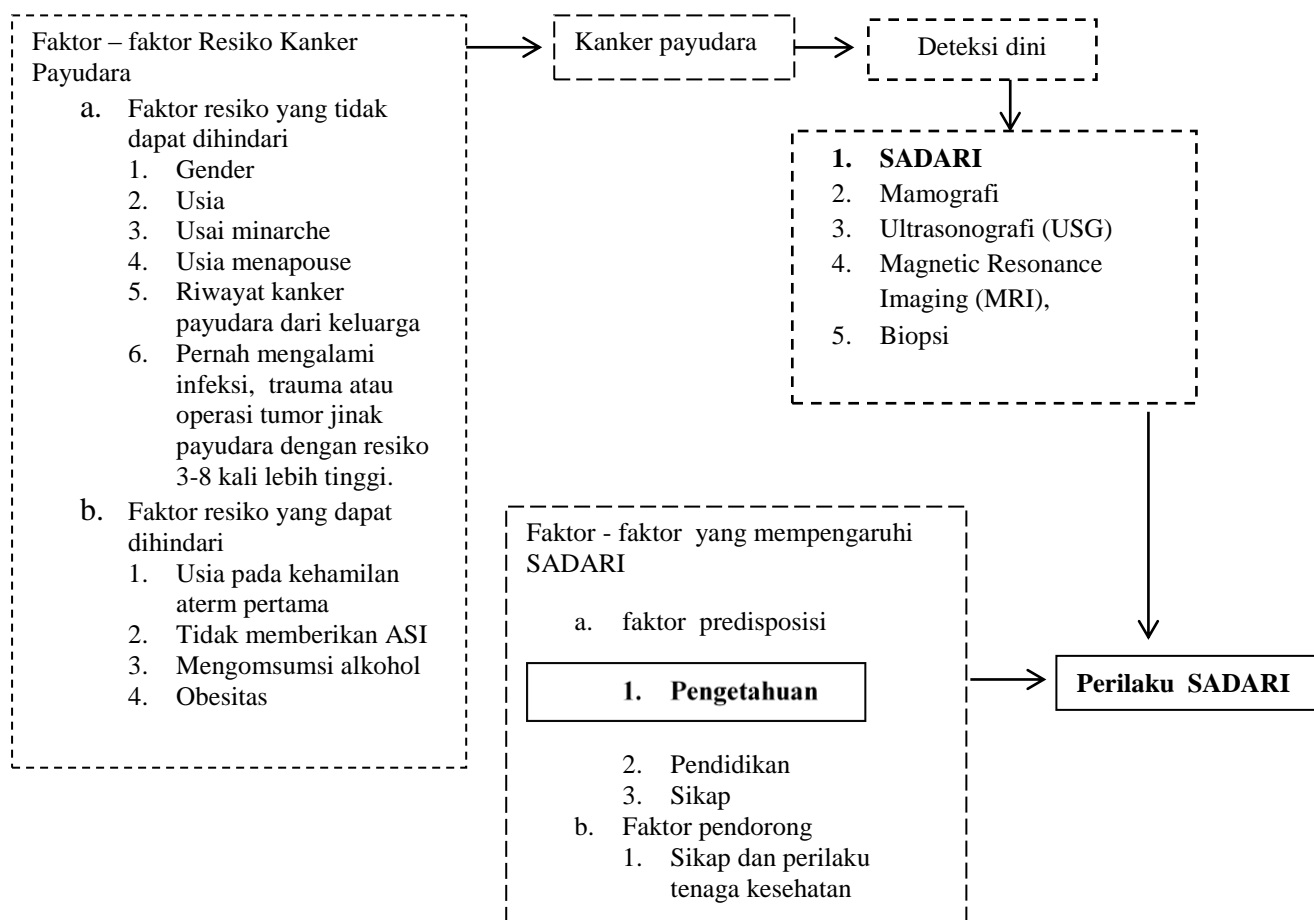 Faktor – faktor Resiko Kanker
Payudara
a. Faktor resiko yang tidak
dapat dihindari
1. Gender
2. Usia
3. Usai minarche
4. Usia menapouse
5. Riwayat kanker
payudara dari keluarga
6. Pernah mengalami
infeksi, trauma atau
operasi tumor jinak
payudara dengan resiko
3-8 kali lebih tinggi.
b. Faktor resiko yang dapat
dihindari
1. Usia pada kehamilan
aterm pertama
2. Tidak memberikan ASI
3. Mengomsumsi alkohol
4. Obesitas
Kanker payudara
Deteksi dini
1. SADARI
2. Mamografi
3. Ultrasonografi (USG)
4. Magnetic Resonance
Imaging (MRI),
5. Biopsi
Faktor - faktor yang mempengaruhi
SADARI
a. faktor predisposisi
1. Pengetahuan
2. Pendidikan
3. Sikap
b. Faktor pendorong
1. Sikap dan perilaku
tenaga kesehatan
Perilaku SADARI